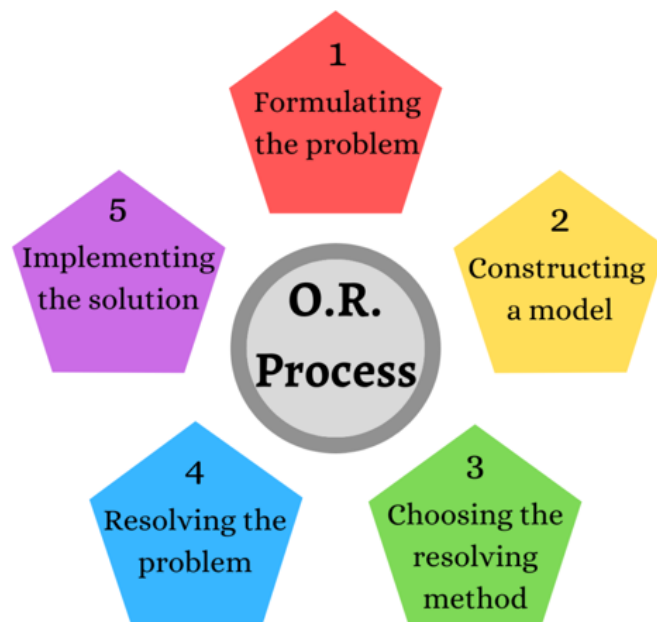 1
Formulating
the problem
2
Constructing
a model
3
Choosing the
resolving
method
4
Resolving the
problem
5
Implementing
the solution
O.R.
Process